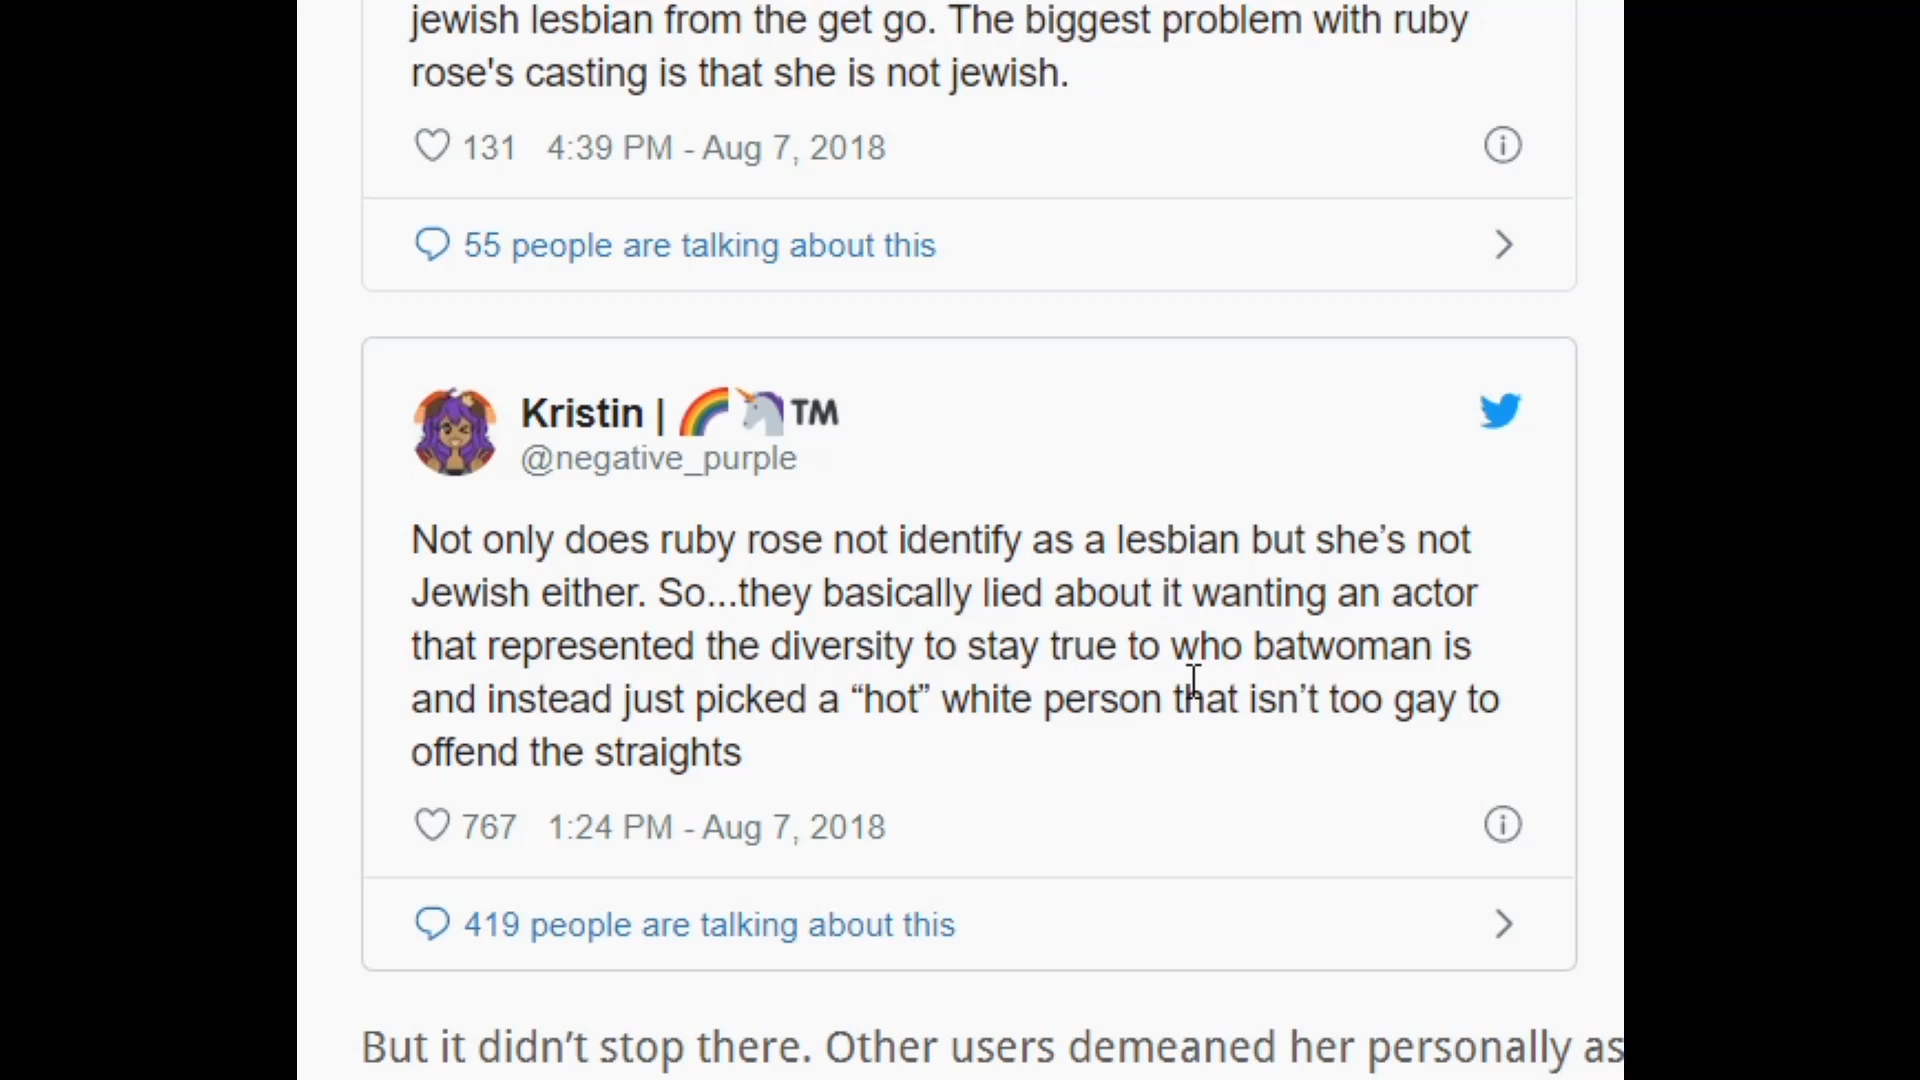 jewish lesbian from the get go. The biggest problem with ruby
rose's casting is that she is not jewish.
131 4:39 PM - Aug 7, 2018
55 people are talking about this
Kristin | 🌈🦄™
@negative_purple
Not only does ruby rose not identify as a lesbian but she’s not
Jewish either. So...they basically lied about it wanting an actor
that represented the diversity to stay true to who batwoman is
and instead just picked a “hot” white person that isn’t too gay to
offend the straights
767 1:24 PM - Aug 7, 2018
419 people are talking about this
But it didn’t stop there. Other users demeaned her personally as